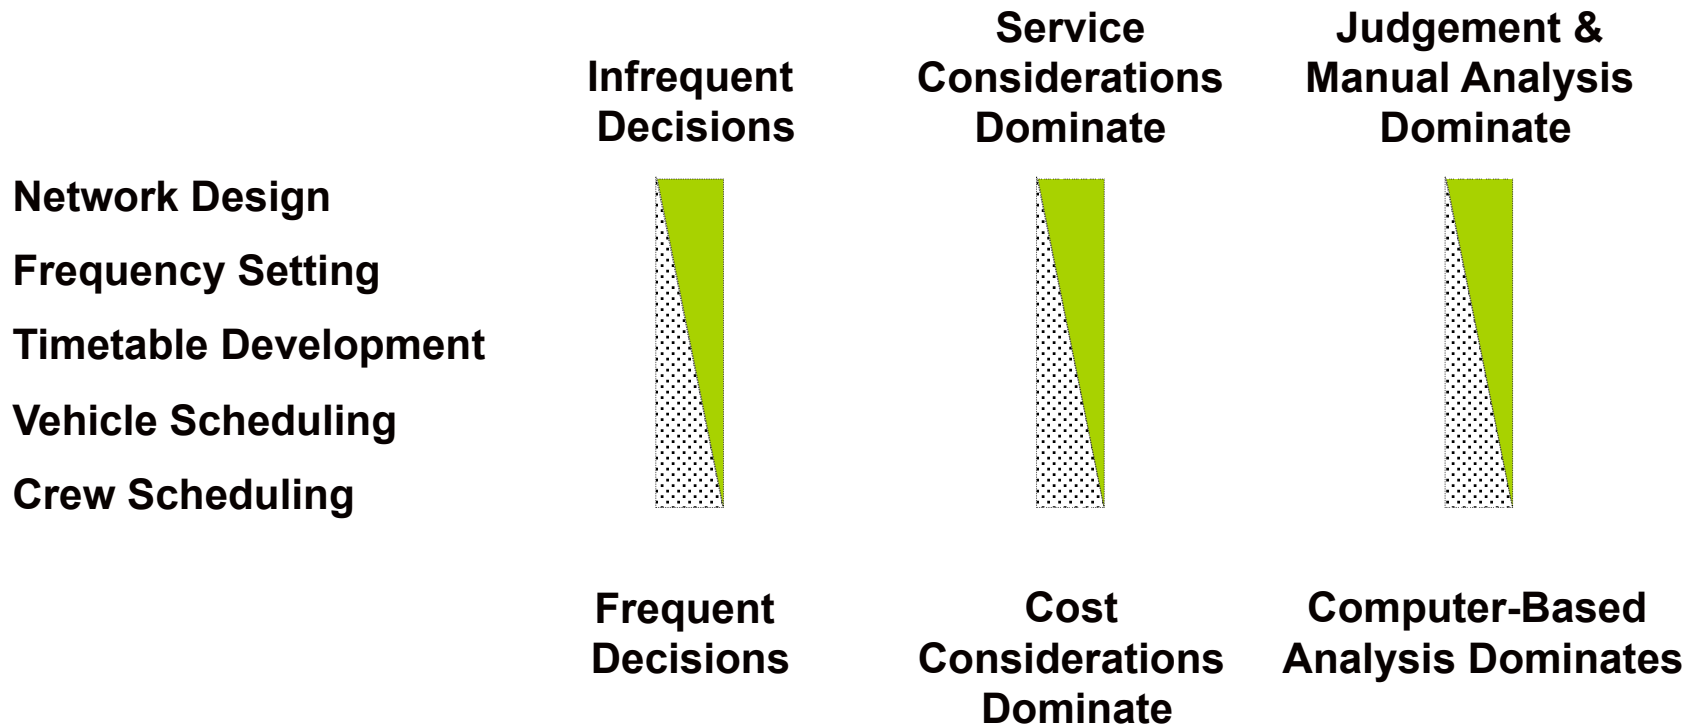 Infrequent
Decisions
Service
Considerations
Dominate
Judgement &
Manual Analysis
Dominate
Network Design
Frequency Setting
Timetable Development
Vehicle Scheduling
Crew Scheduling
Frequent
Decisions
Cost
Considerations
Dominate
Computer-Based
Analysis Dominates